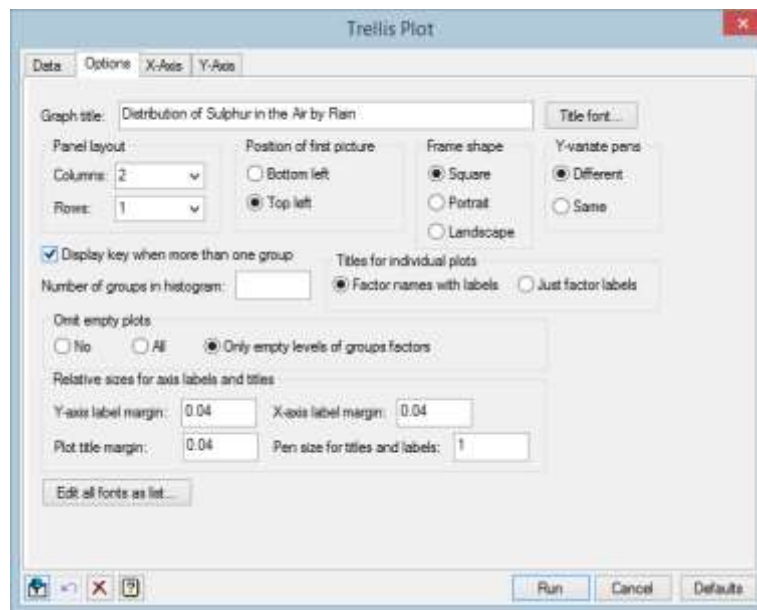 Trellis Plot
Data Options X-Axis Y-Axis
Graph title: Distribution of Sulphur in the Air by Rain Title font...
Panel layout Position of first picture Frame shape Y-variate pens
Columns: 2 Bottom left Square Different
Rows: 1 Top left Portrait Same
Landscape
Display key when more than one group
Titles for individual plots
Number of groups in histogram: Factor names with labels Just factor labels
Omit empty plots
No All Only empty levels of groups factors
Relative sizes for axis labels and titles
Y-axis label margin: 0.04 X-axis label margin: 0.04
Plot title margin: 0.04 Pen size for titles and labels: 1
Edit all fonts as list...
Run Cancel Defaults